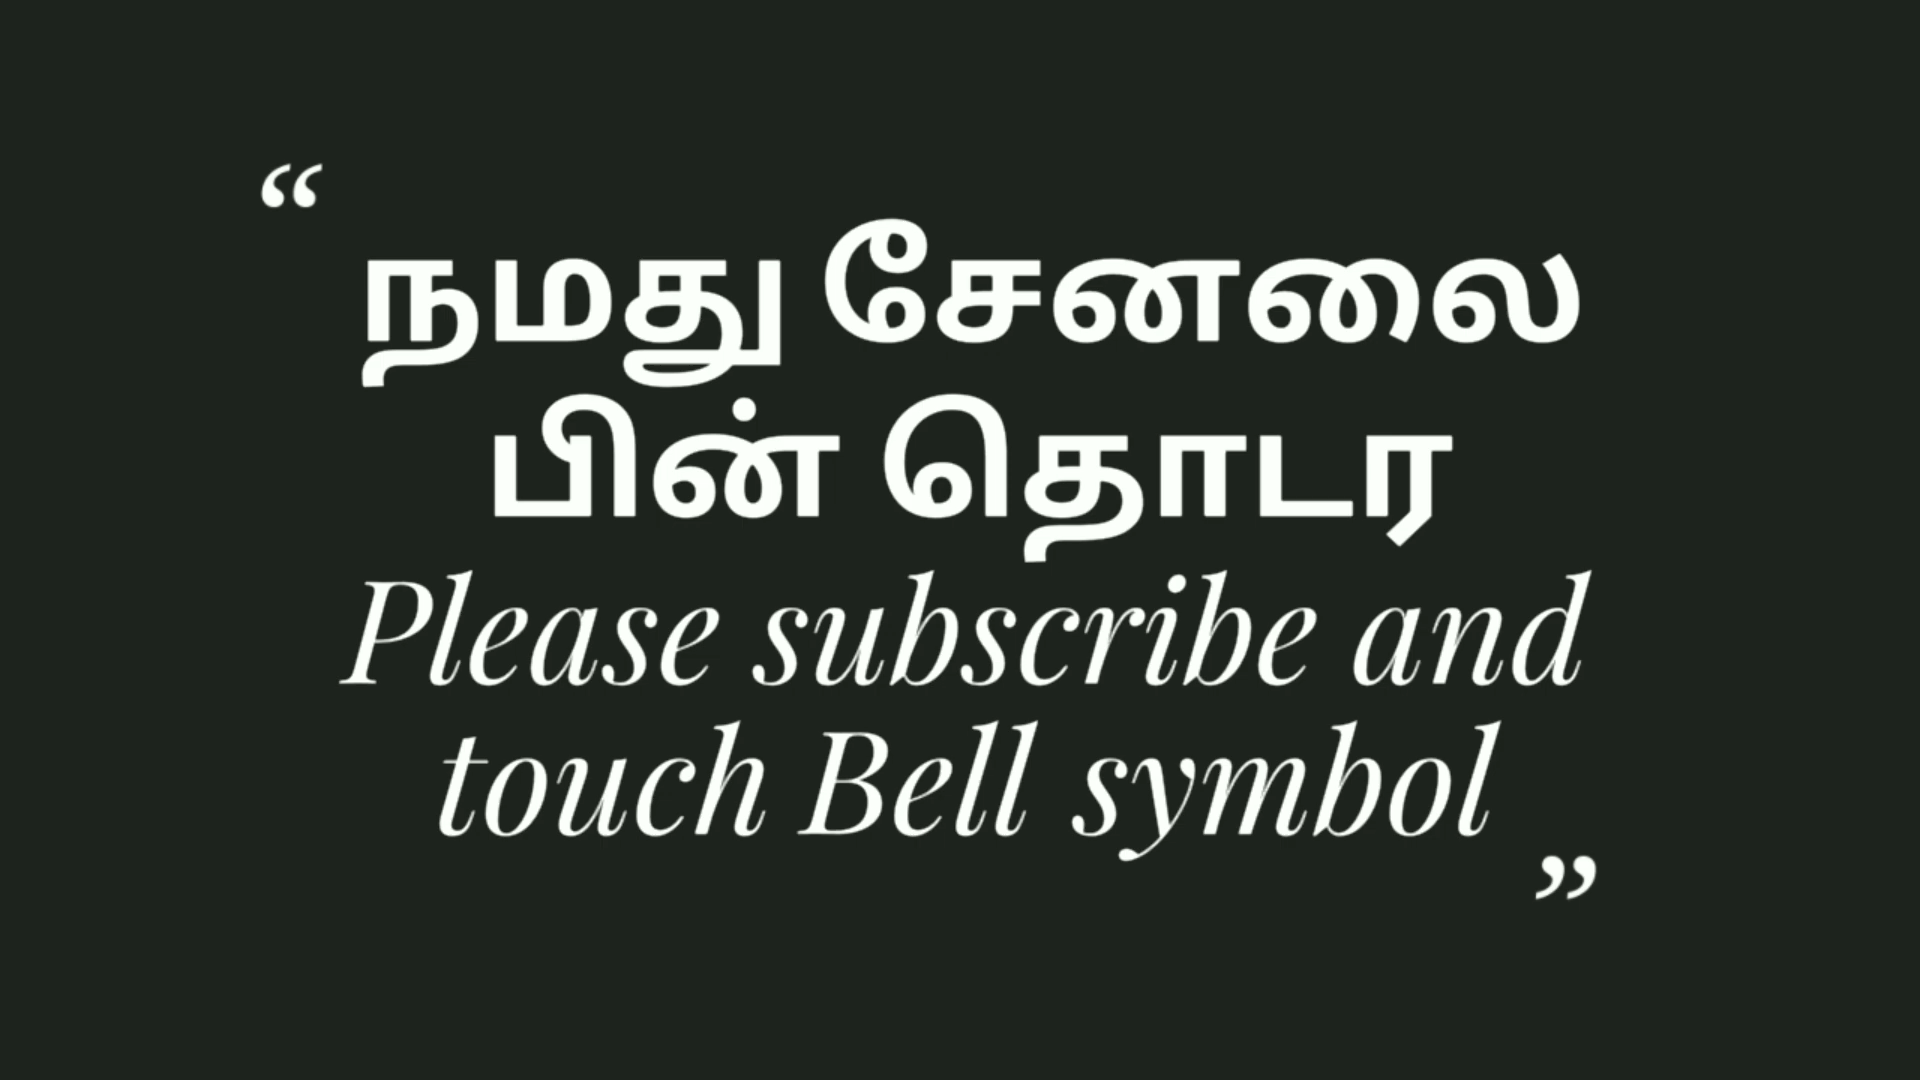 “
நமது சேனலை
பின் தொடர
Please subscribe and
touch Bell symbol
”